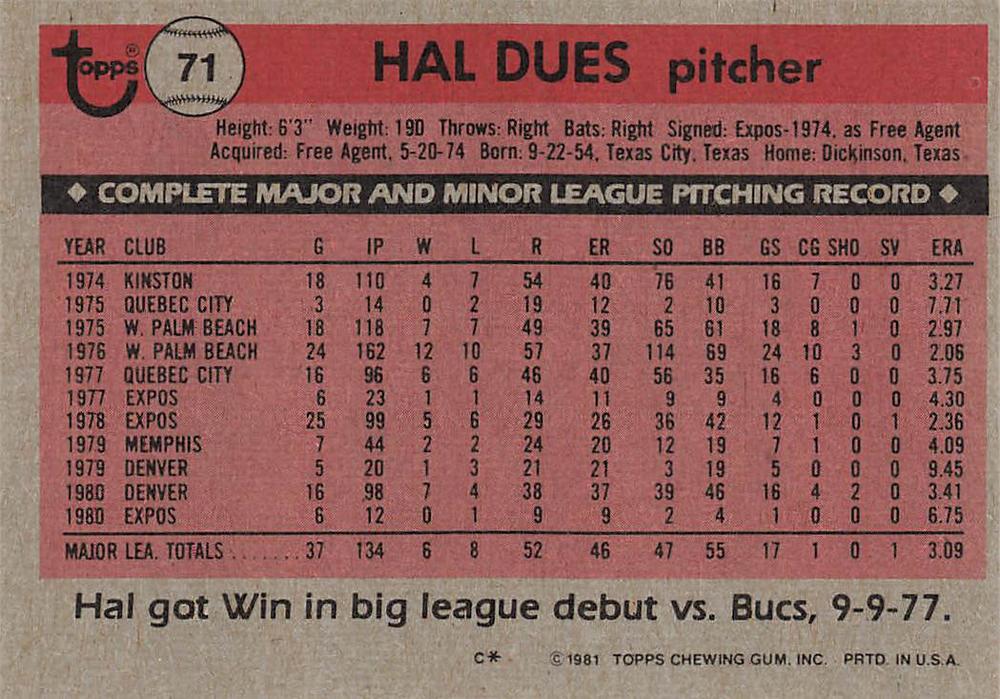 Topps® 71 HAL DUES pitcher
Height: 6'3" Weight: 190 Throws: Right Bats: Right Signed: Expos-1974, as Free Agent
Acquired: Free Agent, 5-20-74 Born: 9-22-54, Texas City, Texas Home: Dickinson, Texas
◆ COMPLETE MAJOR AND MINOR LEAGUE PITCHING RECORD ◆
YEAR CLUB G IP W L R ER SO BB GS CG SHO SV ERA
1974 KINSTON 18 110 4 7 54 40 76 41 16 7 0 0 3.27
1975 QUEBEC CITY 3 14 0 2 19 12 2 10 3 0 0 0 7.71
1975 W. PALM BEACH 18 118 7 7 49 39 65 61 18 8 1 0 2.97
1976 W. PALM BEACH 24 162 12 10 57 37 114 69 24 10 3 0 2.06
1977 QUEBEC CITY 16 96 6 6 46 40 56 35 16 6 0 0 3.75
1977 EXPOS 6 23 1 1 14 11 9 9 4 0 0 0 4.30
1978 EXPOS 25 99 5 6 29 26 36 42 12 1 0 1 2.36
1979 MEMPHIS 7 44 2 2 24 20 12 19 7 1 0 0 4.09
1979 DENVER 5 20 1 3 21 21 3 19 5 0 0 0 9.45
1980 DENVER 16 98 7 4 38 37 39 46 16 4 2 0 3.41
1980 EXPOS 6 12 0 1 9 9 2 4 1 0 0 0 6.75
MAJOR LEA. TOTALS ....... 37 134 6 8 52 46 47 55 17 1 0 1 3.09
Hal got Win in big league debut vs. Bucs, 9-9-77.
C* ©1981 TOPPS CHEWING GUM, INC. PRTD. IN U.S.A.